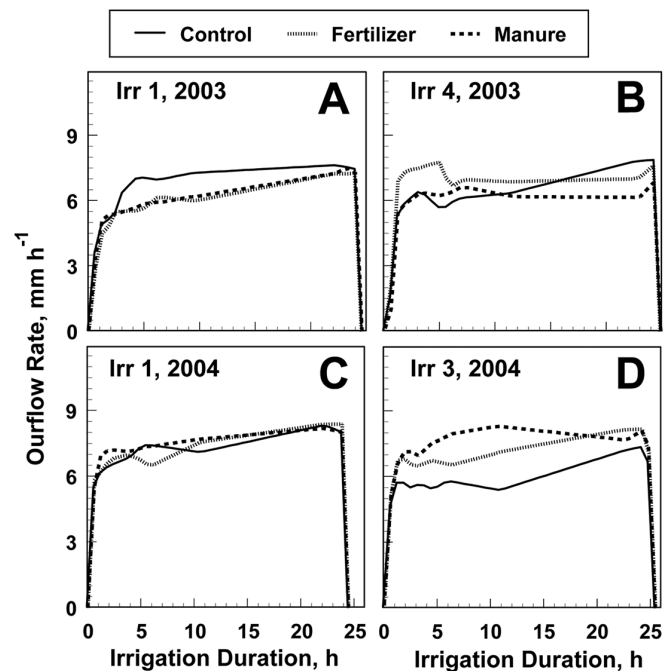 Control Fertilizer Manure
Irr 1, 2003 A
Irr 4, 2003 B
9
6
3
0
Irr 1, 2004 C
Irr 3, 2004 D
9
6
3
0
0 5 10 15 20 25
0 5 10 15 20 25
Ourflow Rate, mm h⁻¹
Irrigation Duration, h
Irrigation Duration, h